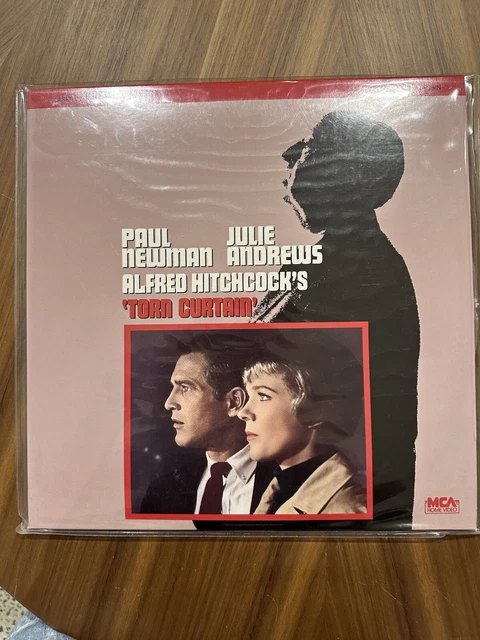 PAUL JULIE
NEWMAN ANDREWS
ALFRED HITCHCOCK'S
'TORN CURTAIN'
MCA
HOME VIDEO